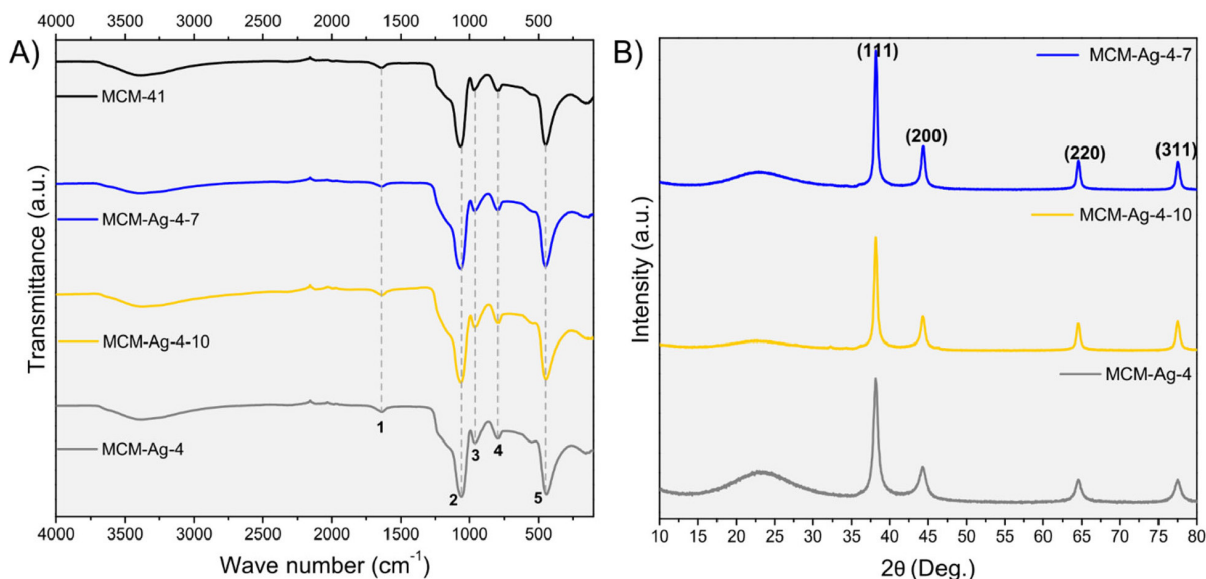 A)
4000 3500 3000 2500 2000 1500 1000 500
MCM-41
MCM-Ag-4-7
MCM-Ag-4-10
MCM-Ag-4
1
2
3
4
5
Transmittance (a.u.)
4000 3500 3000 2500 2000 1500 1000 500
Wave number (cm⁻¹)
B)
(111)
MCM-Ag-4-7
(200)
(220)
(311)
MCM-Ag-4-10
MCM-Ag-4
Intensity (a.u.)
10 15 20 25 30 35 40 45 50 55 60 65 70 75 80
2θ (Deg.)